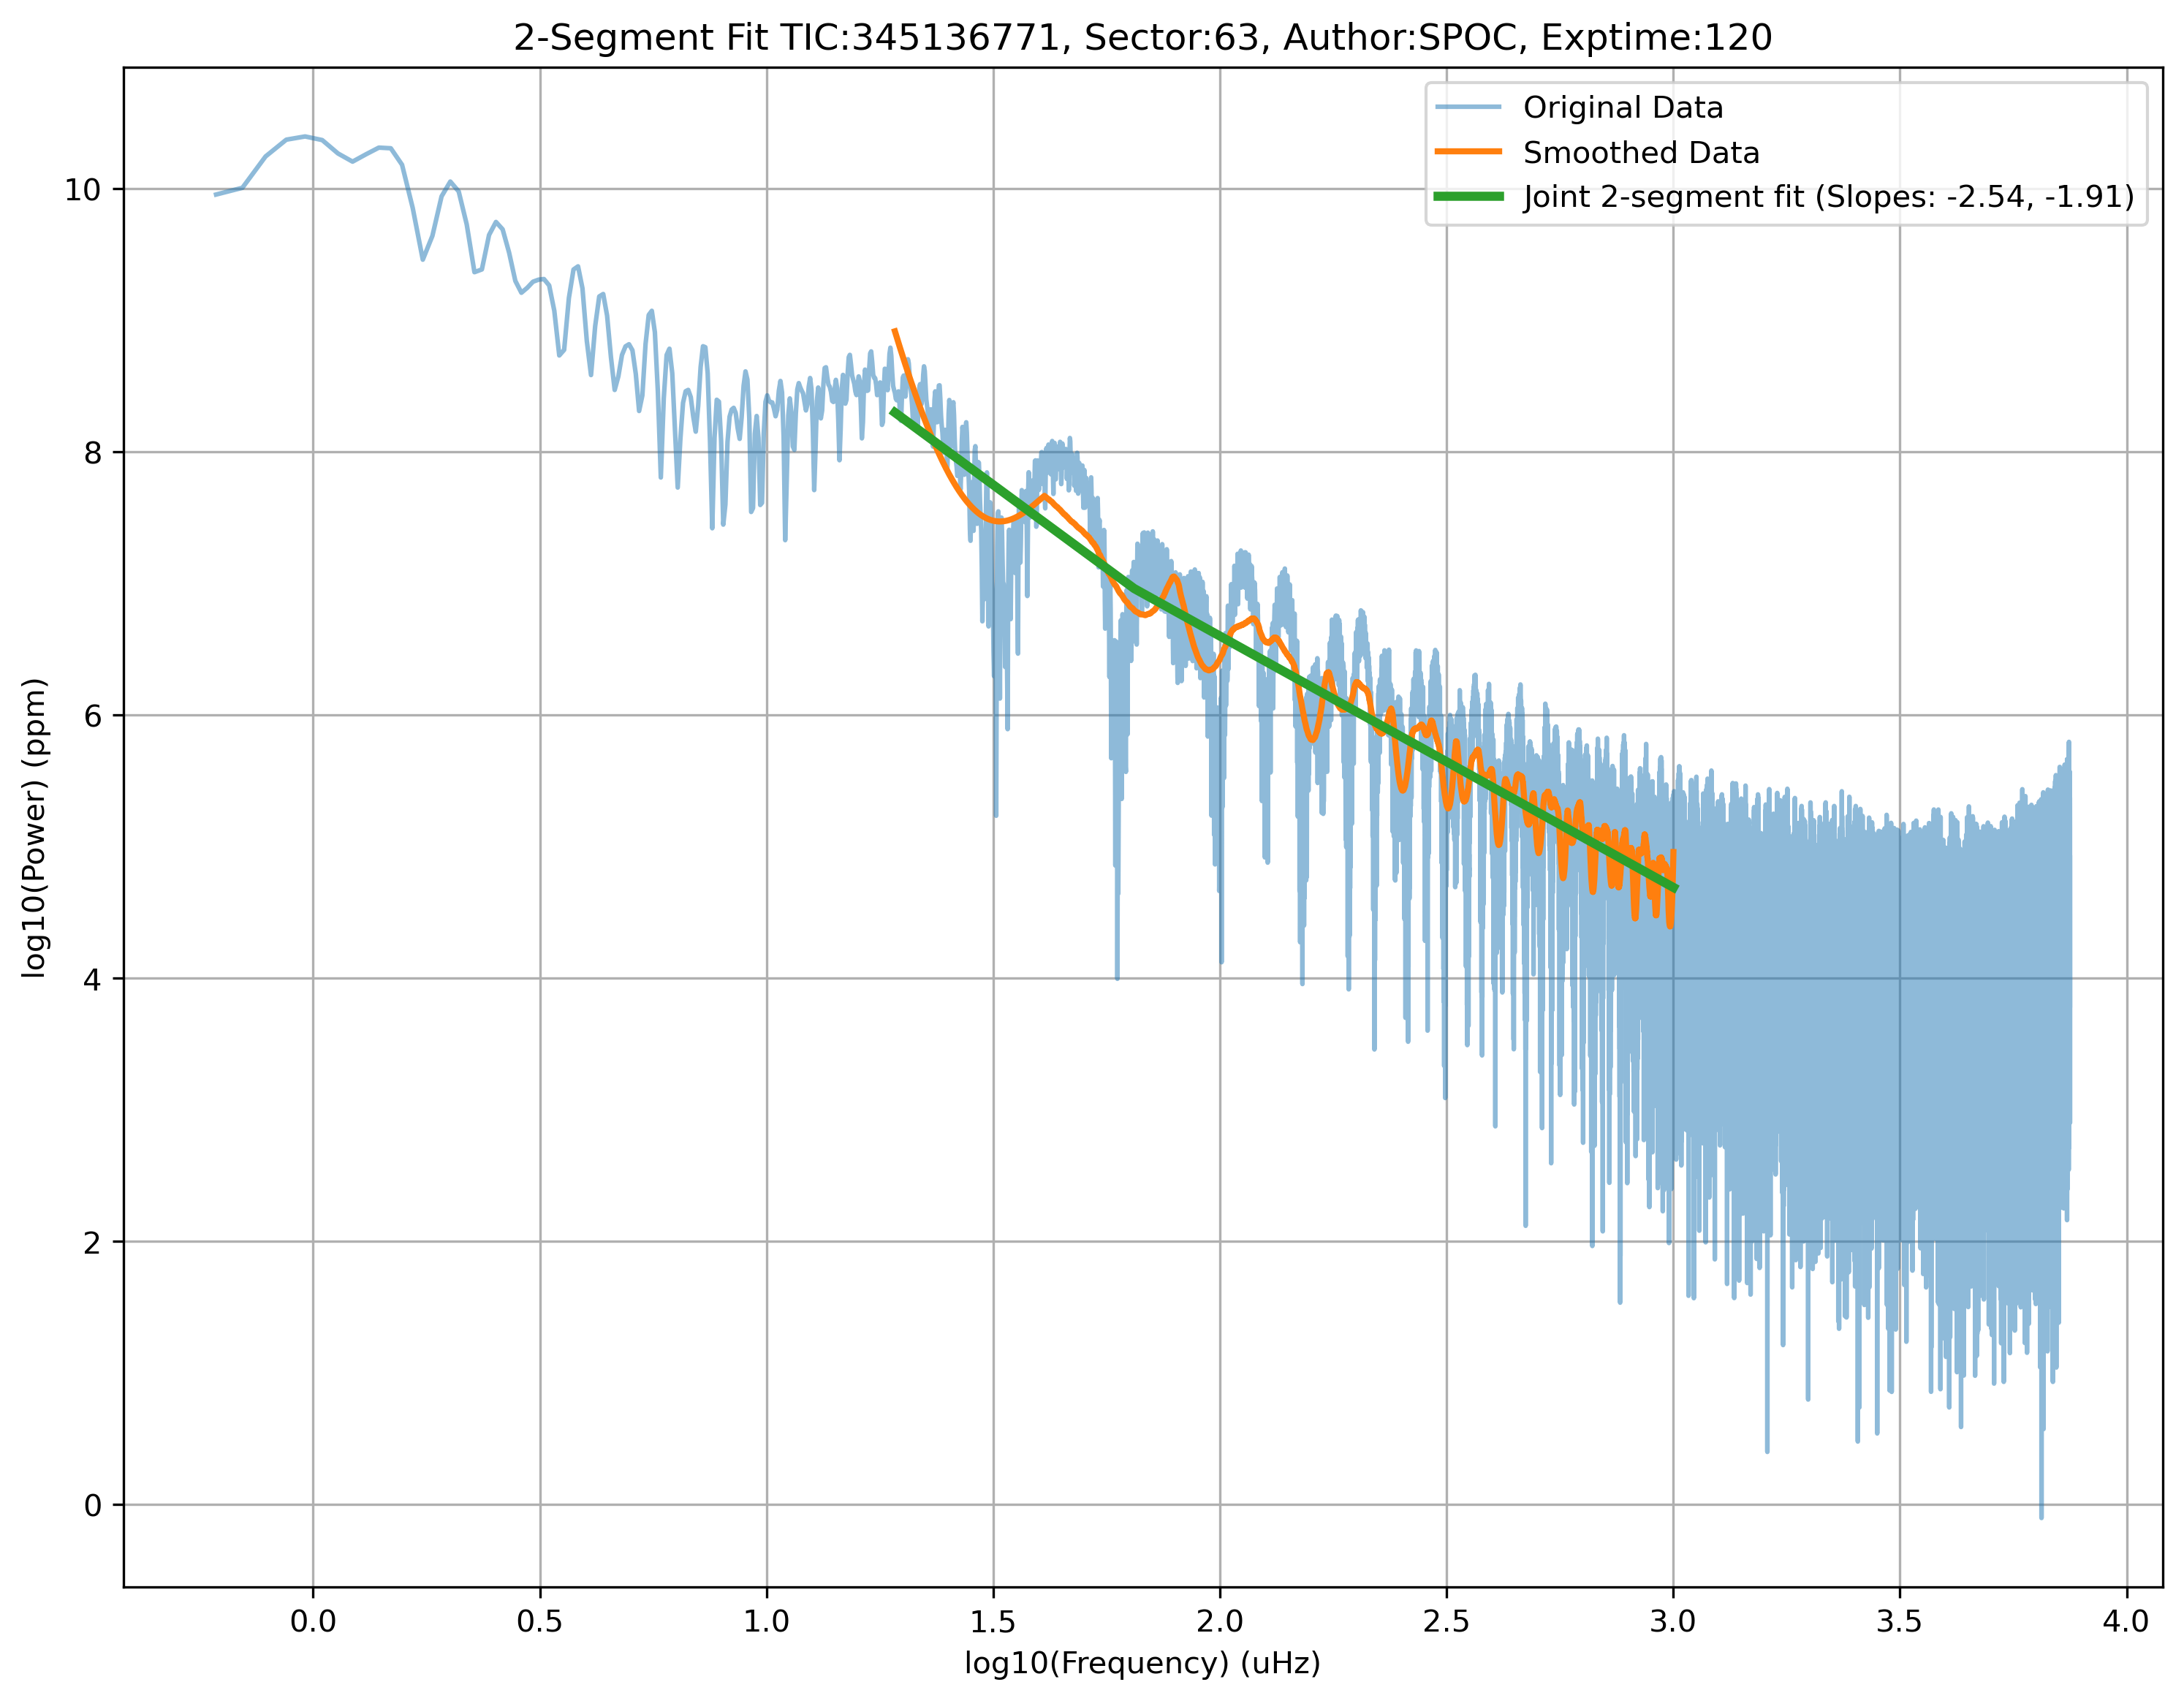 2-Segment Fit TIC:345136771, Sector:63, Author:SPOC, Exptime:120
Original Data
Smoothed Data
Joint 2-segment fit (Slopes: -2.54, -1.91)
log10(Power) (ppm)
10
8
6
4
2
0
0.0 0.5 1.0 1.5 2.0 2.5 3.0 3.5 4.0
log10(Frequency) (uHz)